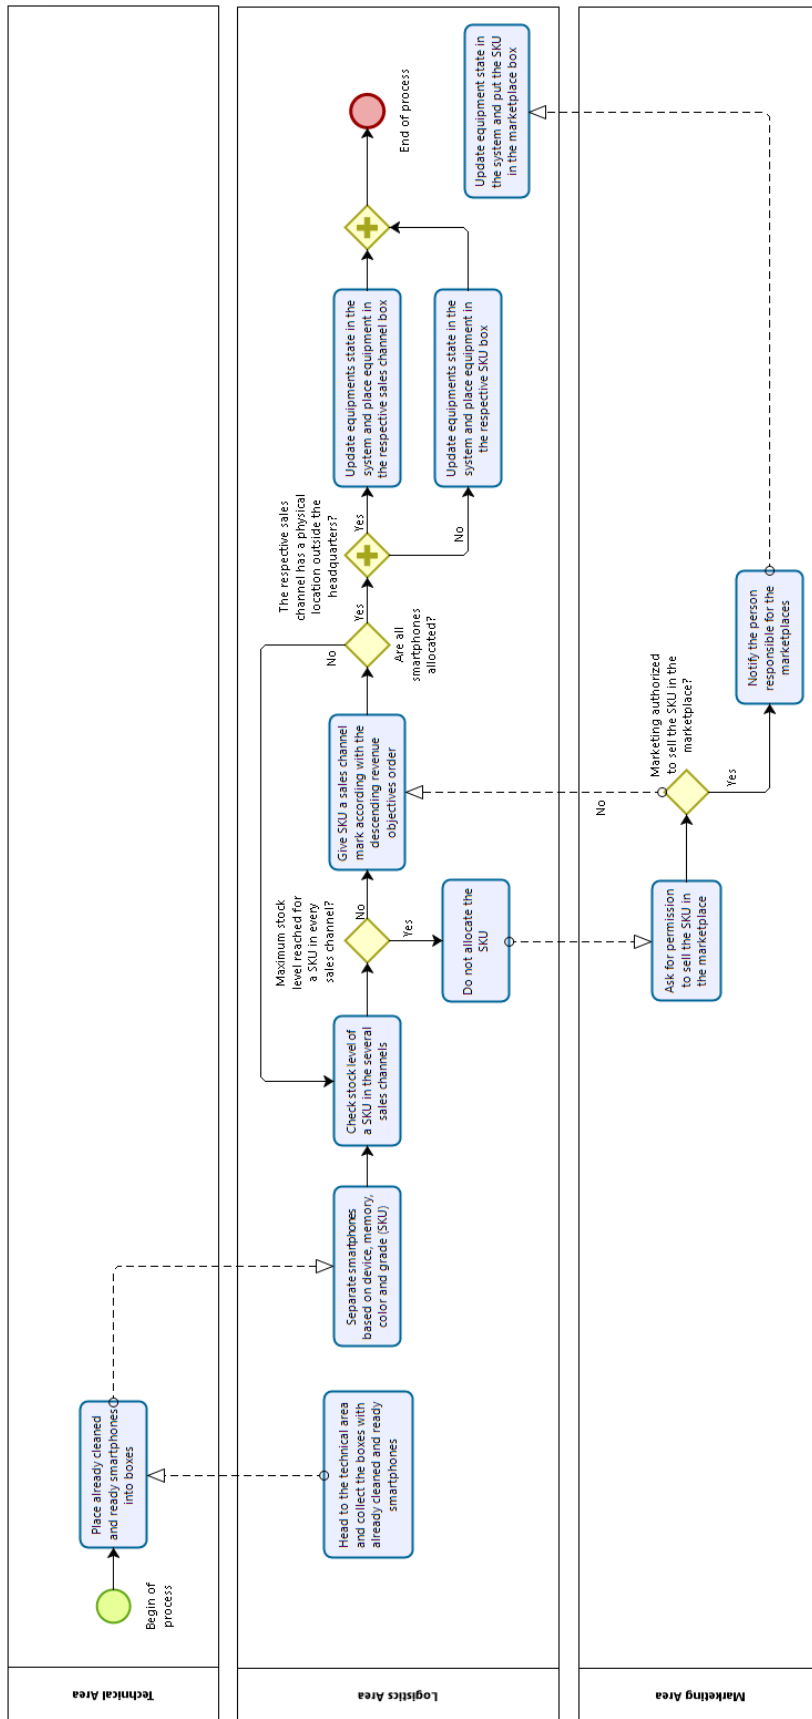 Technical Area
Begin of
process
Place already cleaned
and ready smartphones
into boxes
Logistics Area
Head to the technical area
and collect the boxes with
already cleaned and ready
smartphones
Separate smartphones
based on device, memory,
color and grade (SKU)
Check stock level of
a SKU in the several
sales channels
Maximum stock
level reached for
a SKU in every
sales channel?
No
Yes
Do not allocate the
SKU
Give SKU a sales channel
mark according with the
descending revenue
objectives order
Are all
smartphones
allocated?
No
Yes
The respective sales
channel has a physical
location outside the
headquarters?
Yes
No
Update equipments state in the
system and place equipment in
the respective sales channel box
Update equipments state in the
system and place equipment in
the respective SKU box
End of process
Update equipment state in
the system and put the SKU
in the marketplace box
Marketing Area
Ask for permission
to sell the SKU in
the marketplace
Marketing authorized
to sell the SKU in the
marketplace?
No
Yes
Notify the person
responsible for the
marketplaces